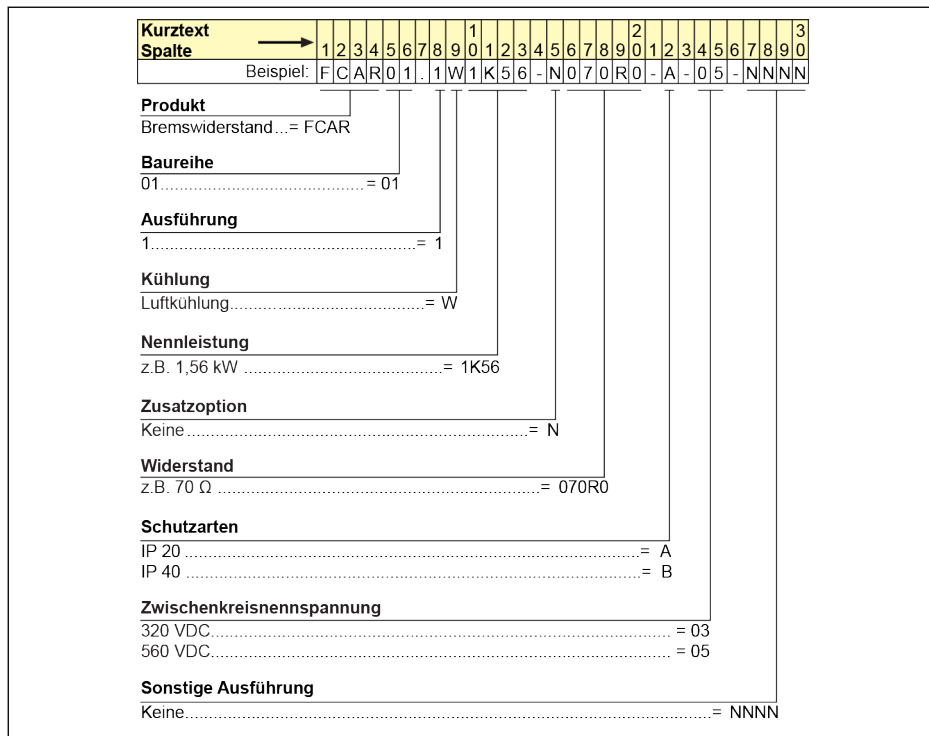 Kurztext 1 3
Spalte 1 2 3 4 5 6 7 8 9 0 1 2 3 4 5 6 7 8 9 0 1 2 3 4 5 6 7 8 9 0
2
Beispiel: F C A R 0 1 . 1 W 1 K 5 6 - N 0 7 0 R 0 - A - 0 5 - N N N N
Produkt
Bremswiderstand...= FCAR
Baureihe
01......................................= 01
Ausführung
1.................................................= 1
Kühlung
Luftkühlung.....................................= W
Nennleistung
z.B. 1,56 kW ......................................= 1K56
Zusatzoption
Keine.................................................................= N
Widerstand
z.B. 70 Ω ..............................................................= 070R0
Schutzarten
IP 20 ........................................................................................= A
IP 40 ........................................................................................= B
Zwischenkreisnennspannung
320 VDC........................................................................................= 03
560 VDC........................................................................................= 05
Sonstige Ausführung
Keine....................................................................................................= NNNN